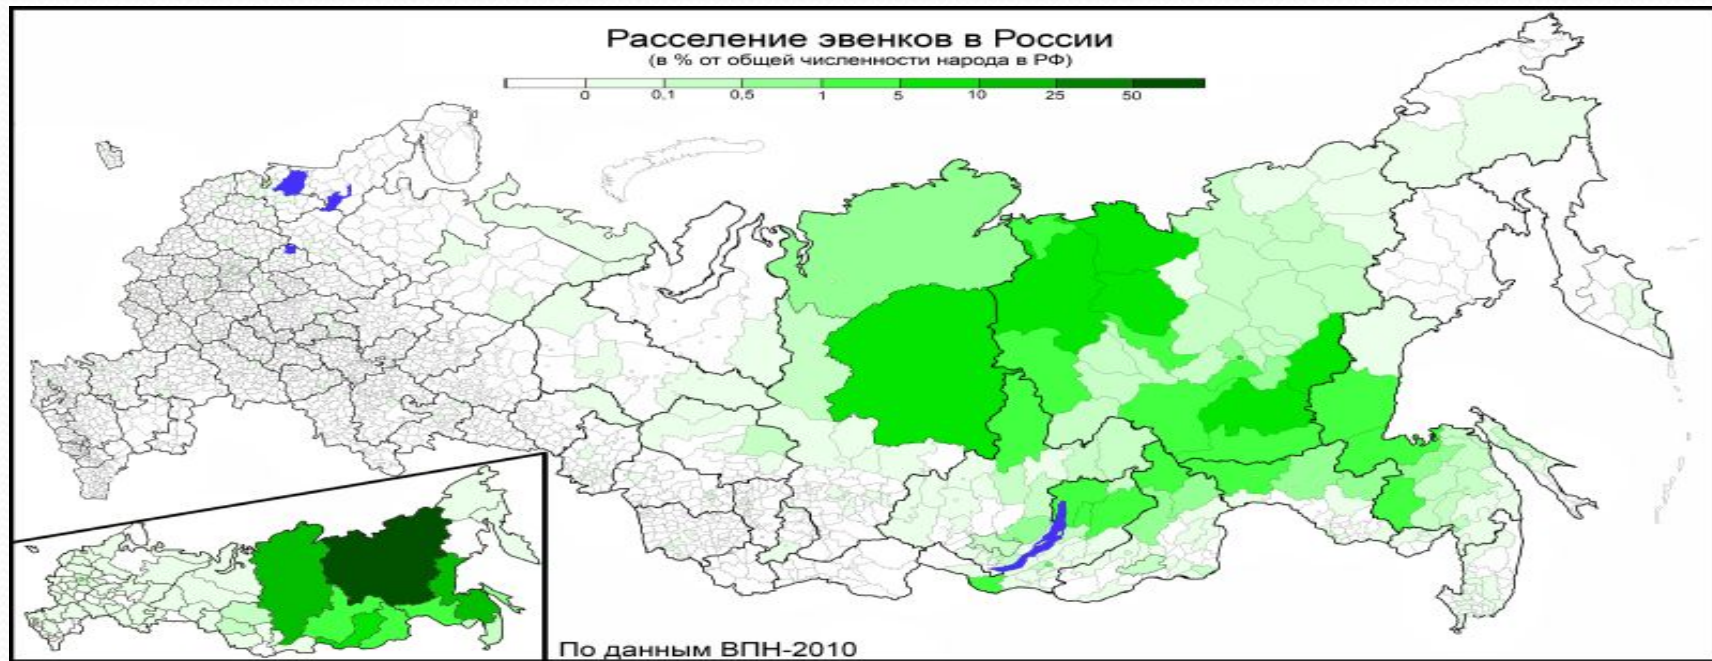 Расселение эвенков в России
(в % от общей численности народа в РФ)
0 0,1 0,5 1 5 10 25 50
По данным ВПН-2010